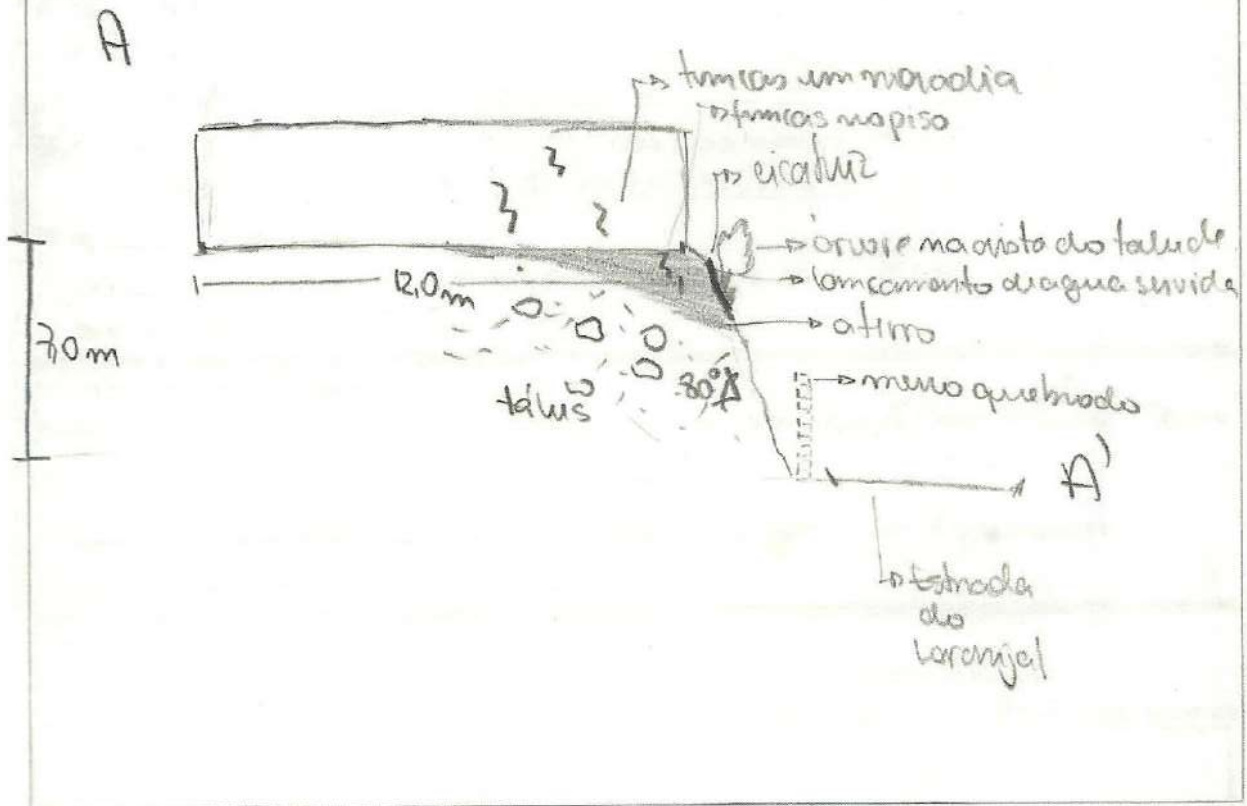 A
trincas em moradia
trincas no piso
cicatriz
árvore na crista do talude
lançamento de água servida
aterro
12,0m
7,0m
80°
tálus
muro quebrado
A'
Estrada
do
Laranjal